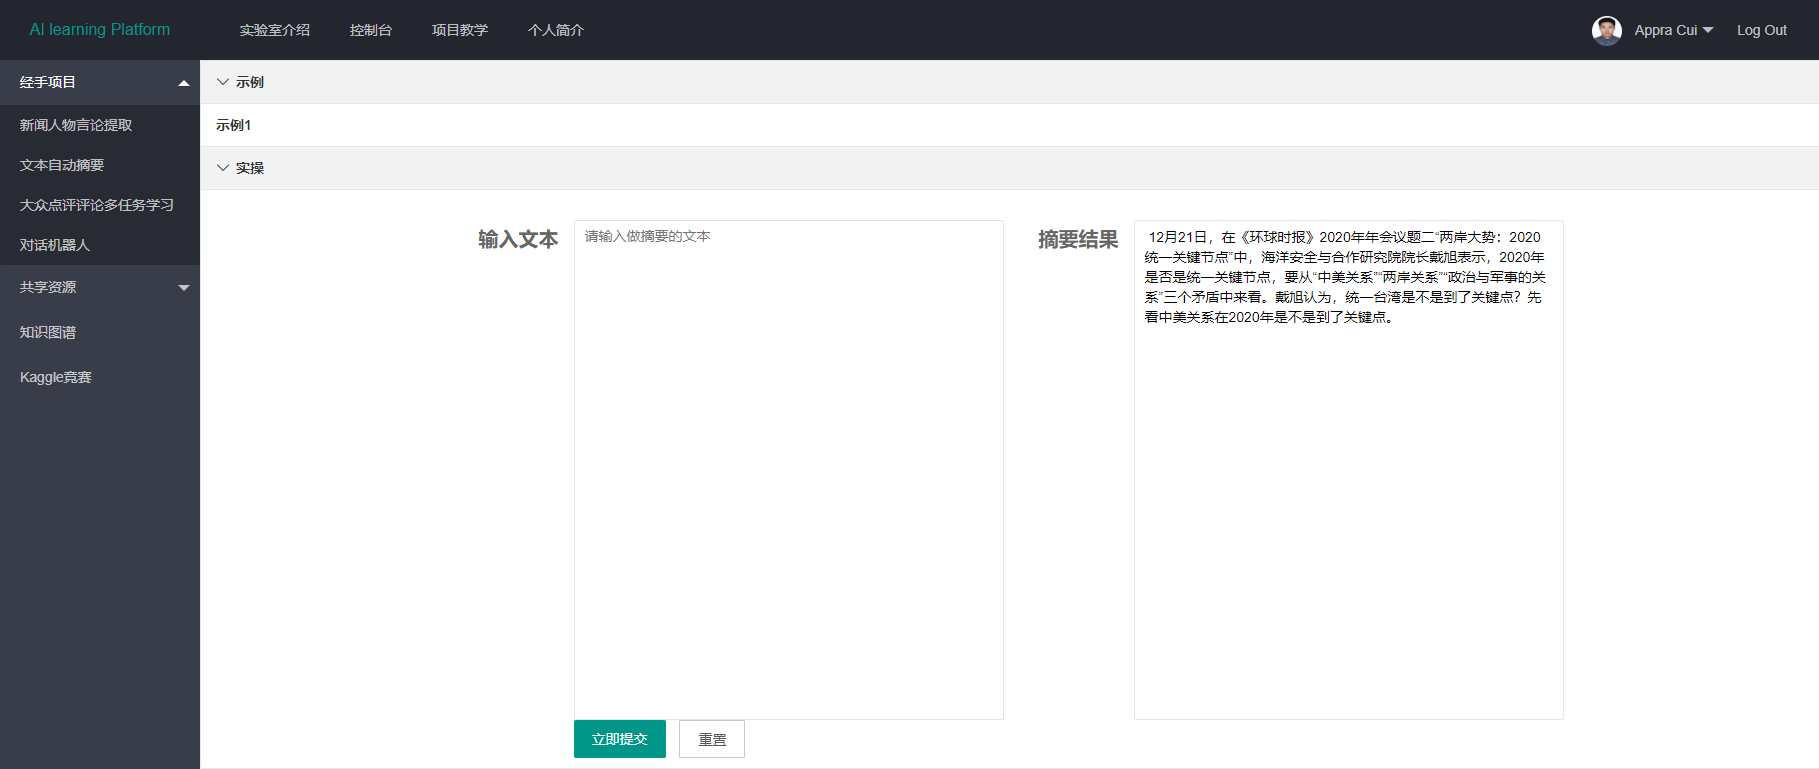 AI learning Platform
实验室介绍
控制台
项目教学
个人简介
Appra Cui
Log Out
经手项目
新闻人物言论提取
文本自动摘要
大众点评评论多任务学习
对话机器人
共享资源
知识图谱
Kaggle竞赛
示例
示例1
实操
输入文本
请输入做摘要的文本
摘要结果
12月21日，在《环球时报》2020年年会议题二“两岸大势：2020
统一关键节点”中，海洋安全与合作研究院院长戴旭表示，2020年
是否是统一关键节点，要从“中美关系”“两岸关系”“政治与军事的关
系”三个矛盾中来看。戴旭认为，统一台湾是不是到了关键点？先
看中美关系在2020年是不是到了关键点。
立即提交
重置